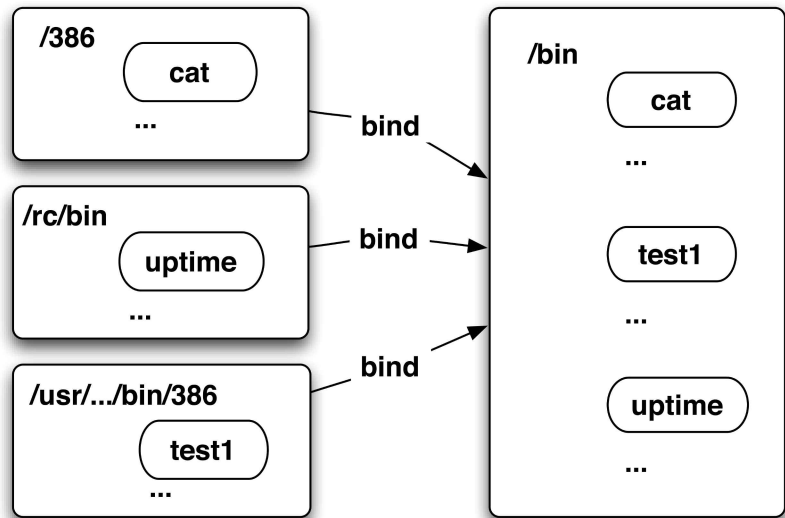 /386
cat
...
bind
/rc/bin
uptime
...
bind
/usr/.../bin/386
test1
...
bind
/bin
cat
...
test1
...
uptime
...